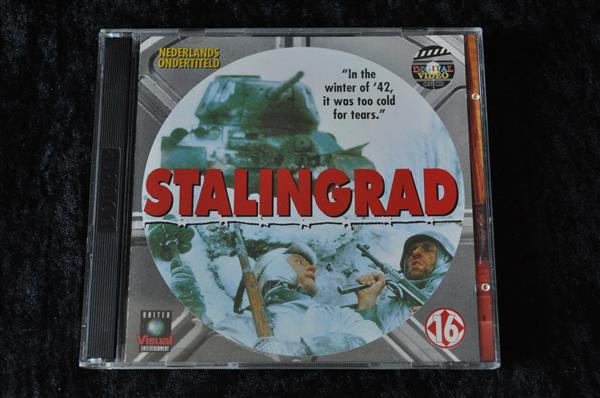 NEDERLANDS
ONDERTITELD
"In the
winter of '42,
it was too cold
for tears."
DIGITAL
VIDEO
STALINGRAD
UNITED
Visual
ENTERTAINMENT
16